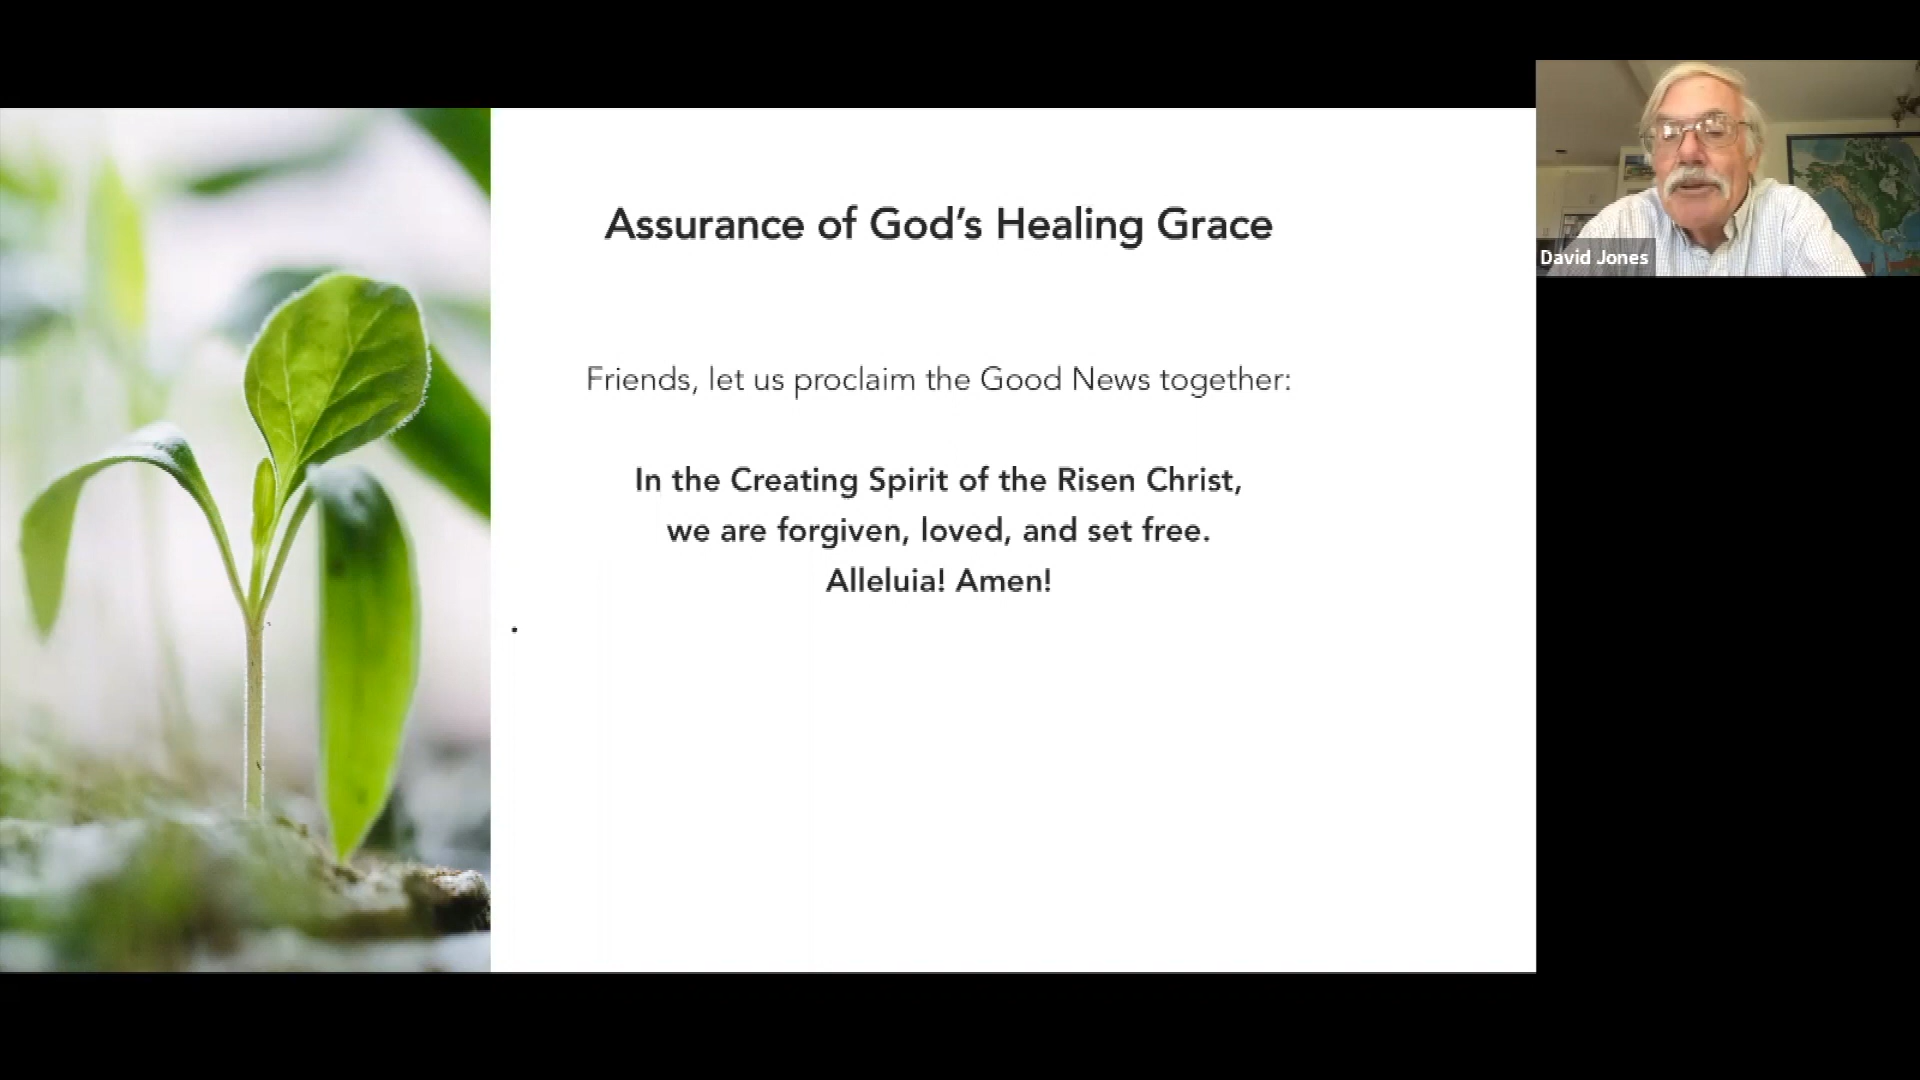 Assurance of God’s Healing Grace
Friends, let us proclaim the Good News together:
In the Creating Spirit of the Risen Christ,
we are forgiven, loved, and set free.
Alleluia! Amen!
.
David Jones